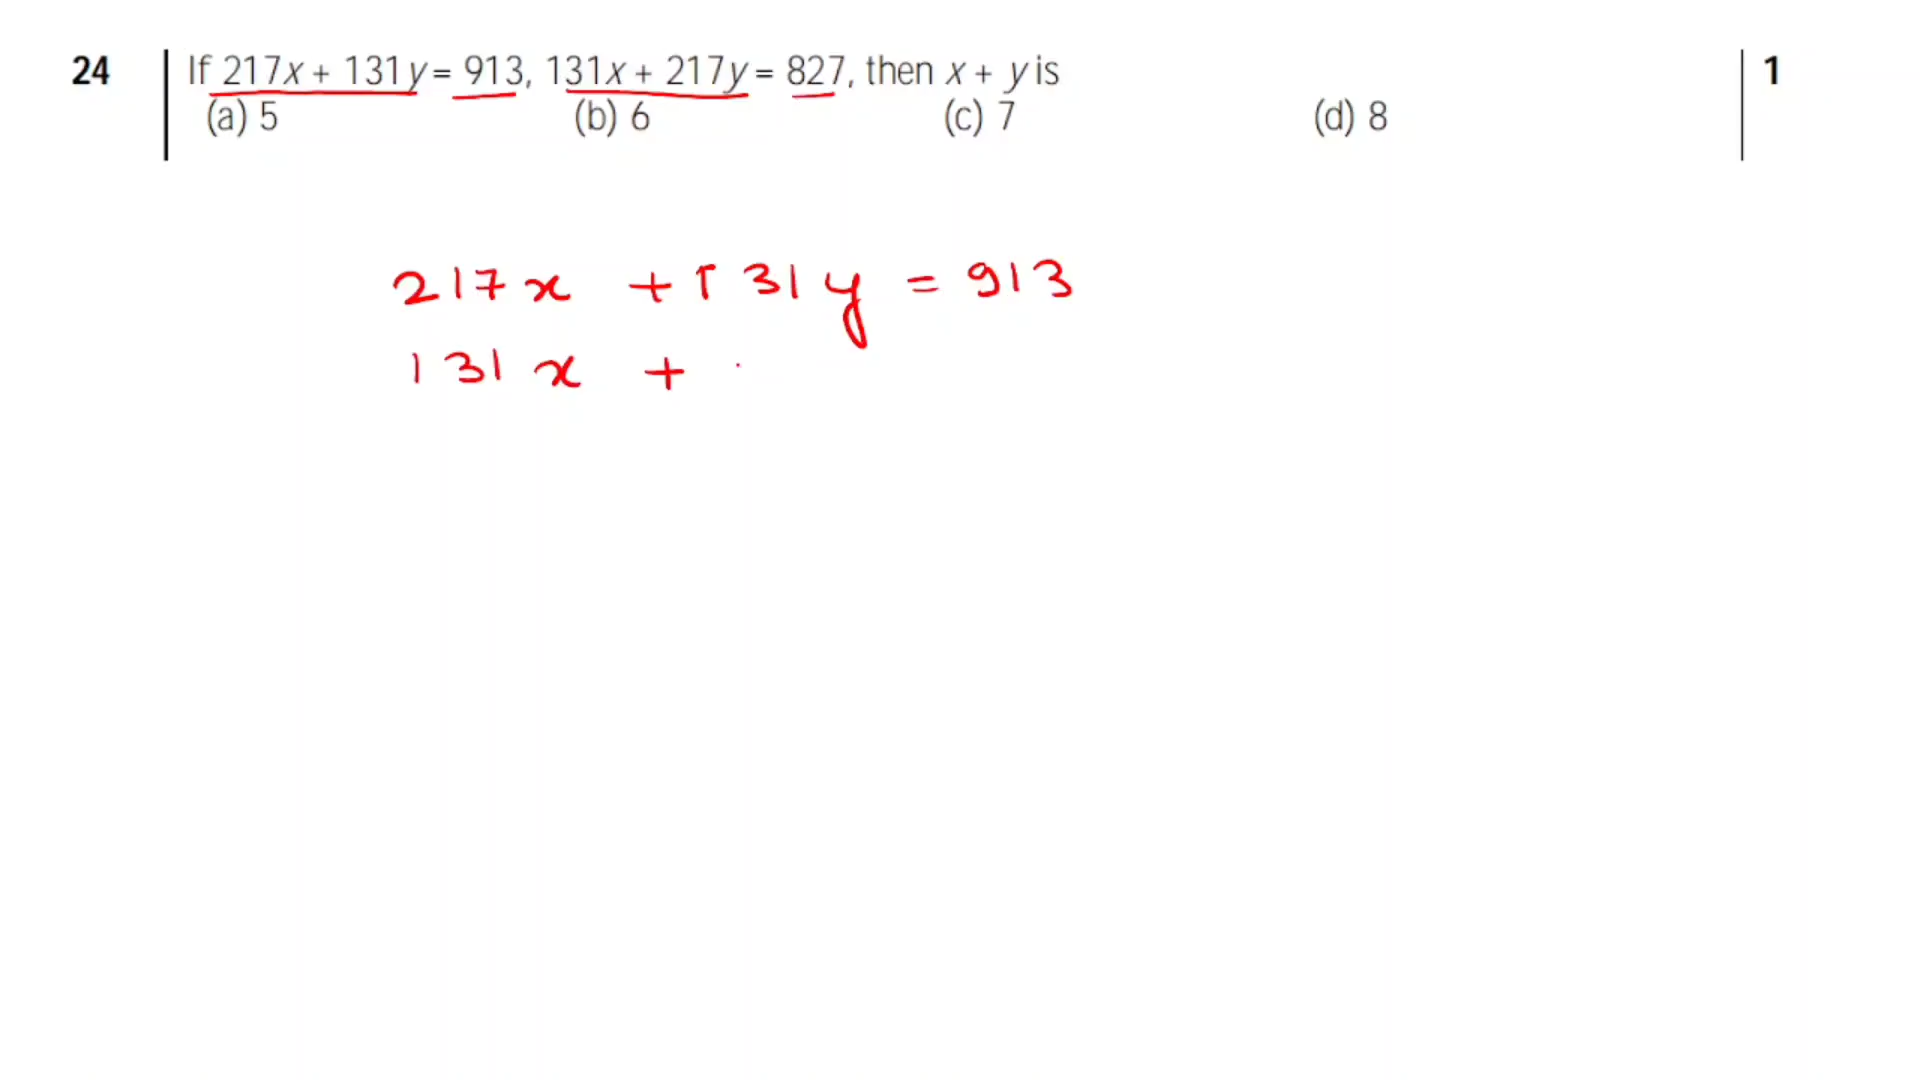 24 If 217x + 131y = 913, 131x + 217y = 827, then x + y is 1
(a) 5 (b) 6 (c) 7 (d) 8
217x + 131y = 913
131x +